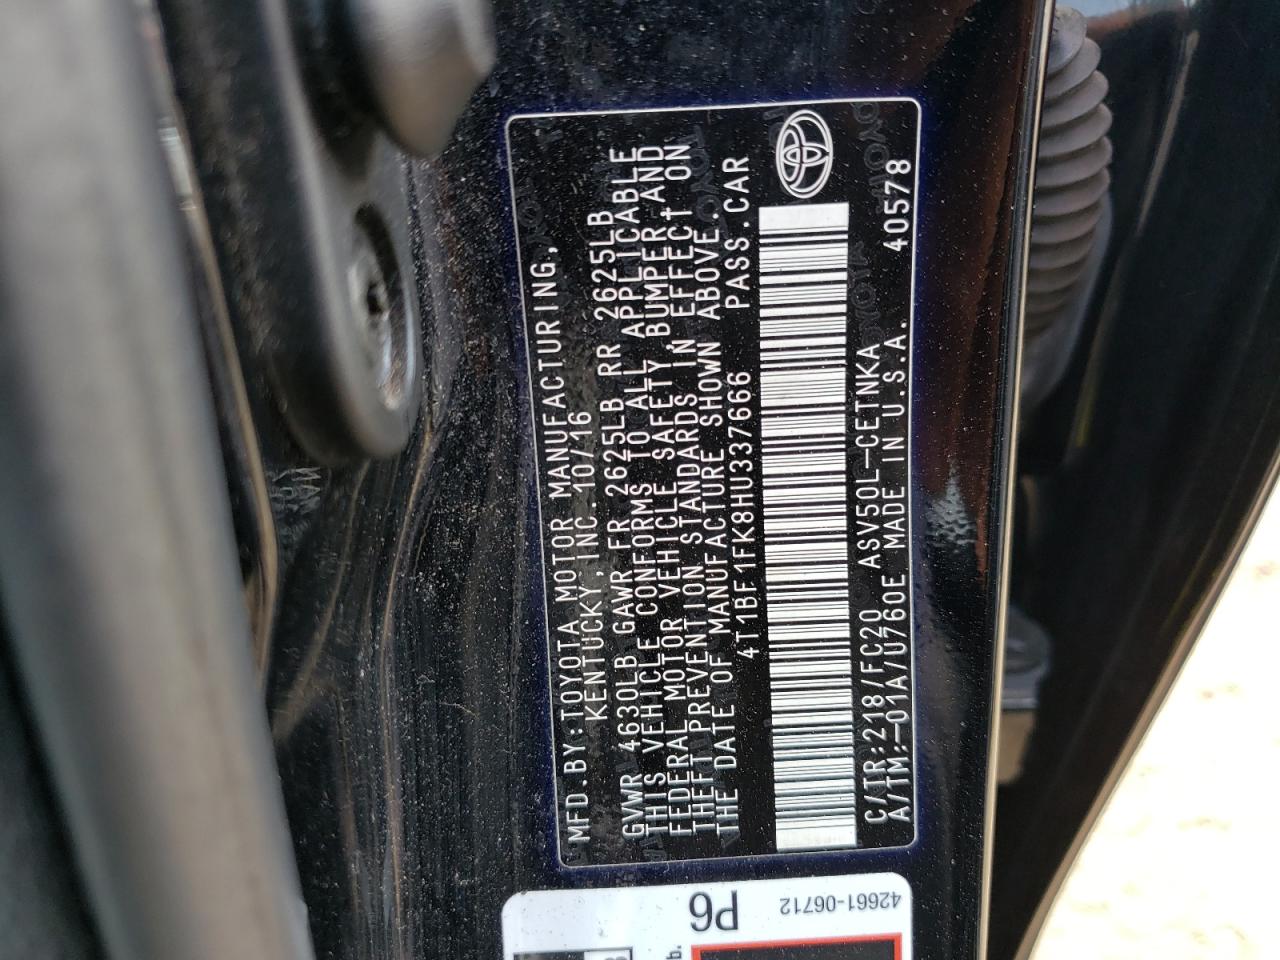 MFD.BY:TOYOTA MOTOR MANUFACTURING,
KENTUCKY,INC. 10/16
GVWR 4630LB GAWR FR 2625LB RR 2625LB
THIS VEHICLE CONFORMS TO ALL APPLICABLE
FEDERAL MOTOR VEHICLE SAFETY,BUMPER AND
THEFT PREVENTION STANDARDS IN EFFECT ON
THE DATE OF MANUFACTURE SHOWN ABOVE.
4T1BF1FK8HU337666 PASS.CAR
C/TR:218/FC20 ASV50L-CETNKA
A/TM:-01A/U760E MADE IN U.S.A. 40578
P6
42661-06712